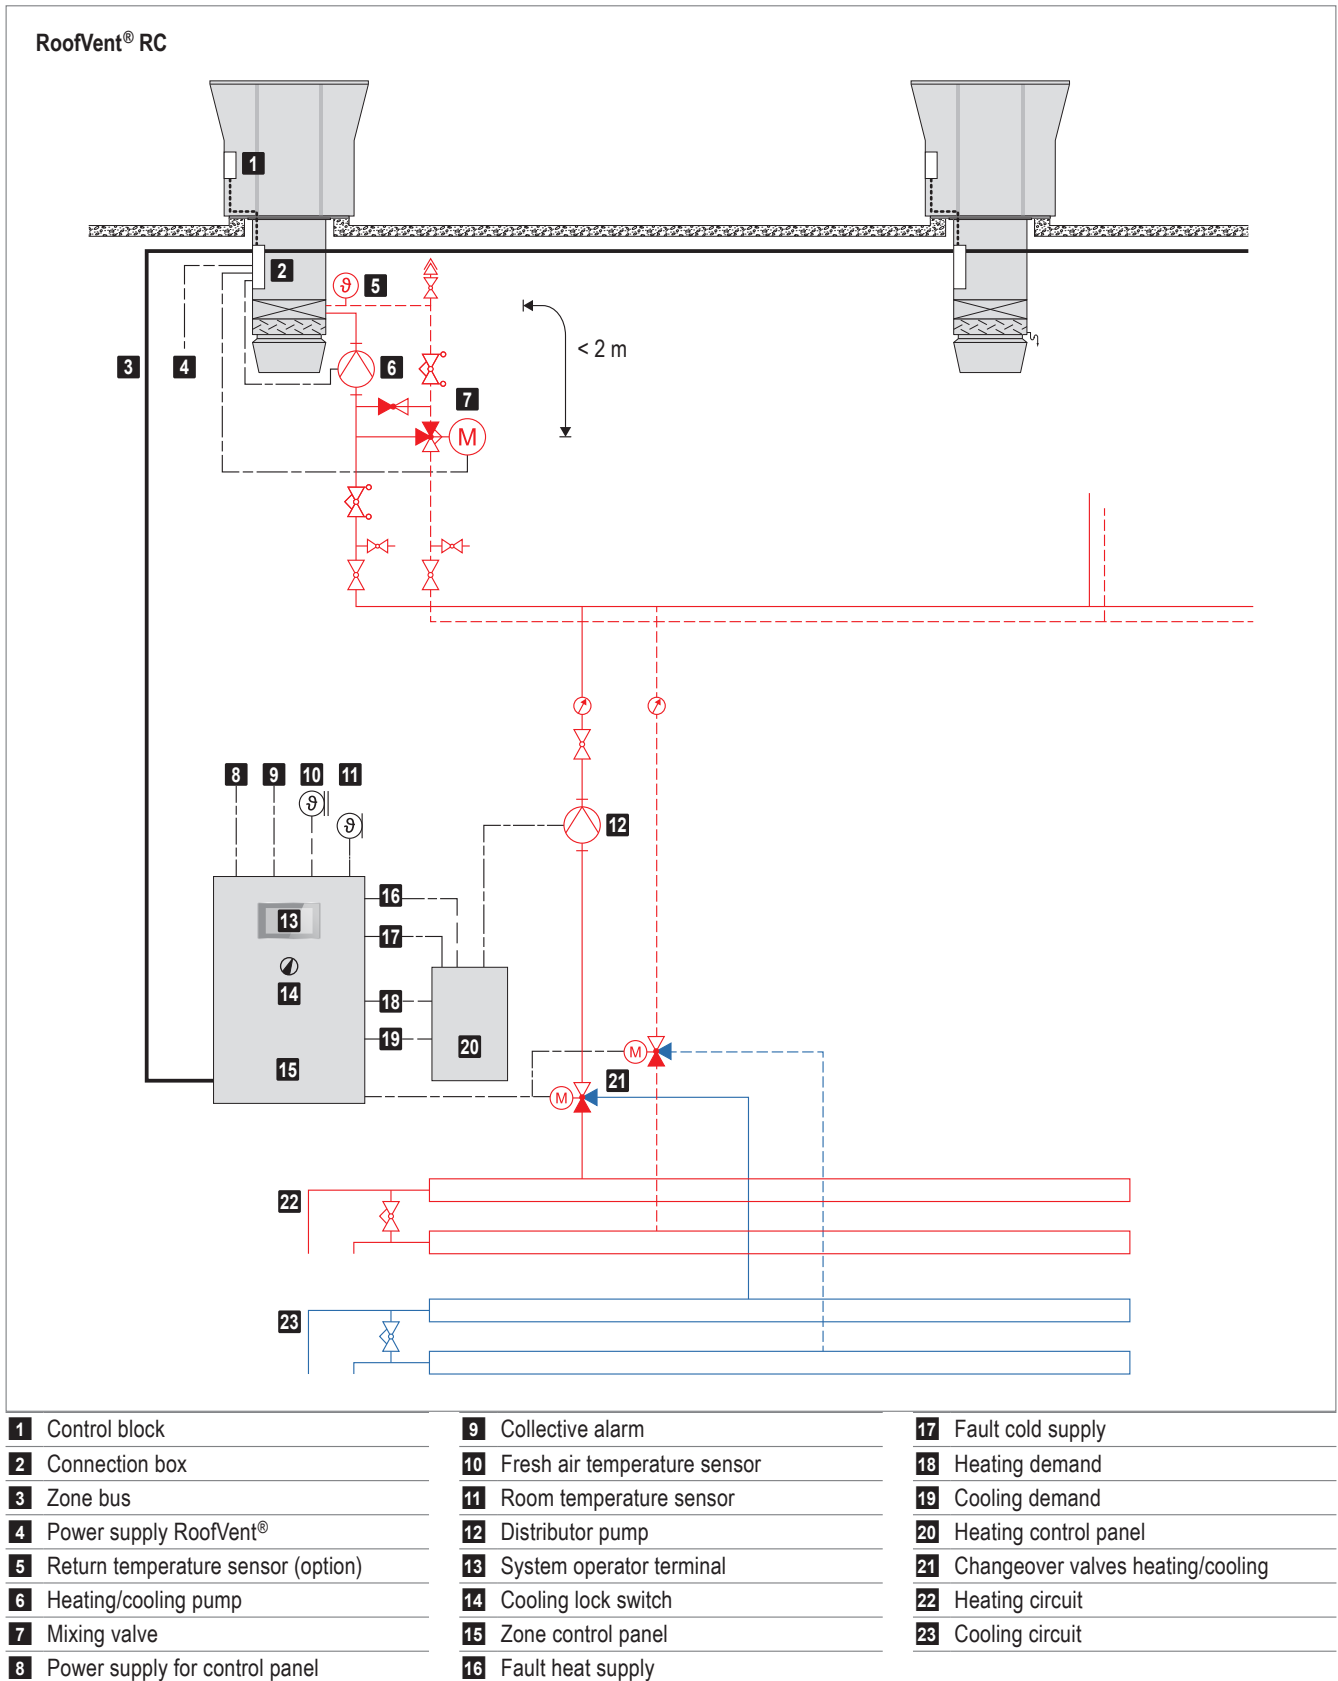 RoofVent® RC
1
2
5
3
4
6
< 2 m
7
M
8
9
10
11
ϑ
ϑ
ϑ
12
16
13
17
14
18
19
20
15
M
21
M
22
23
1 Control block
2 Connection box
3 Zone bus
4 Power supply RoofVent®
5 Return temperature sensor (option)
6 Heating/cooling pump
7 Mixing valve
8 Power supply for control panel
9 Collective alarm
10 Fresh air temperature sensor
11 Room temperature sensor
12 Distributor pump
13 System operator terminal
14 Cooling lock switch
15 Zone control panel
16 Fault heat supply
17 Fault cold supply
18 Heating demand
19 Cooling demand
20 Heating control panel
21 Changeover valves heating/cooling
22 Heating circuit
23 Cooling circuit